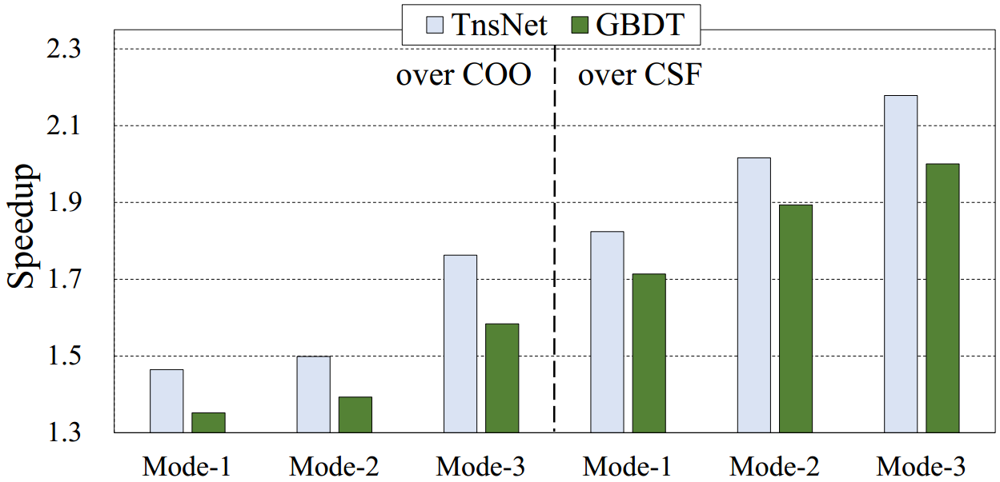 TnsNet GBDT
over COO over CSF
Speedup
2.3
2.1
1.9
1.7
1.5
1.3
Mode-1 Mode-2 Mode-3 Mode-1 Mode-2 Mode-3